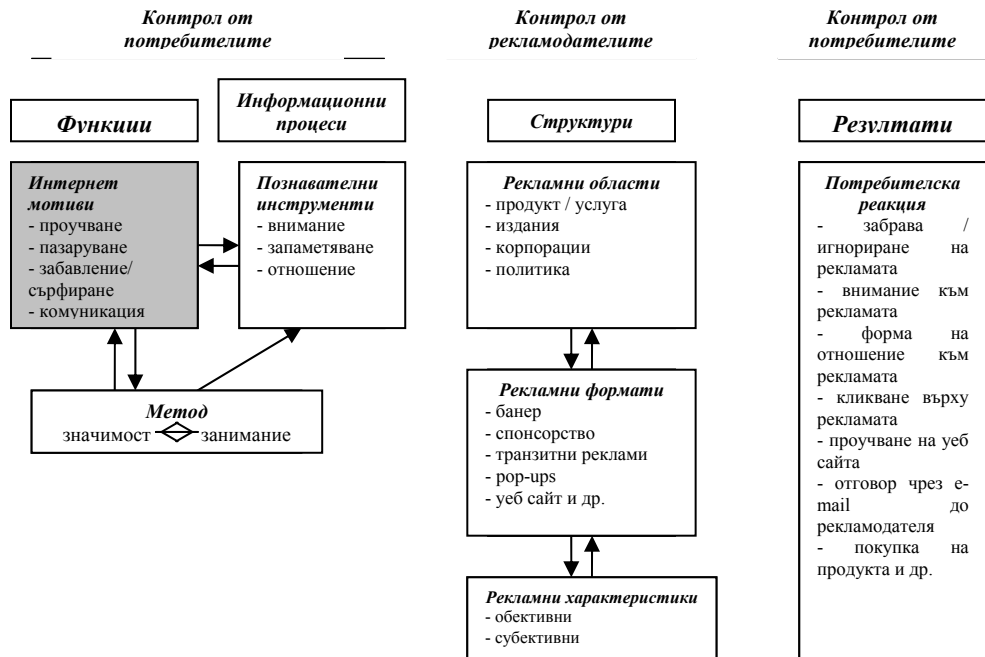 Контрол от
потребителите
Контрол от
рекламодателите
Контрол от
потребителите
Функции
Информационни
процеси
Структури
Резултати
Интернет
мотиви
- проучване
- пазаруване
- забавление/
сърфиране
- комуникация
Познавателни
инструменти
- внимание
- запаметяване
- отношение
Метод
значимост занимание
Рекламни области
- продукт / услуга
- издания
- корпорации
- политика
Рекламни формати
- банер
- спонсорство
- транзитни реклами
- pop-ups
- уеб сайт и др.
Рекламни характеристики
- обективни
- субективни
Потребителска
реакция
- забрава /
игнориране на
рекламата
- внимание към
рекламата
- форма на
отношение към
рекламата
- кликване върху
рекламата
- проучване на уеб
сайта
- отговор чрез e-
mail до
рекламодателя
- покупка на
продукта и др.